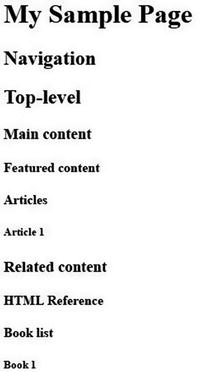 My Sample Page
Navigation
Top-level
Main content
Featured content
Articles
Article 1
Related content
HTML Reference
Book list
Book 1